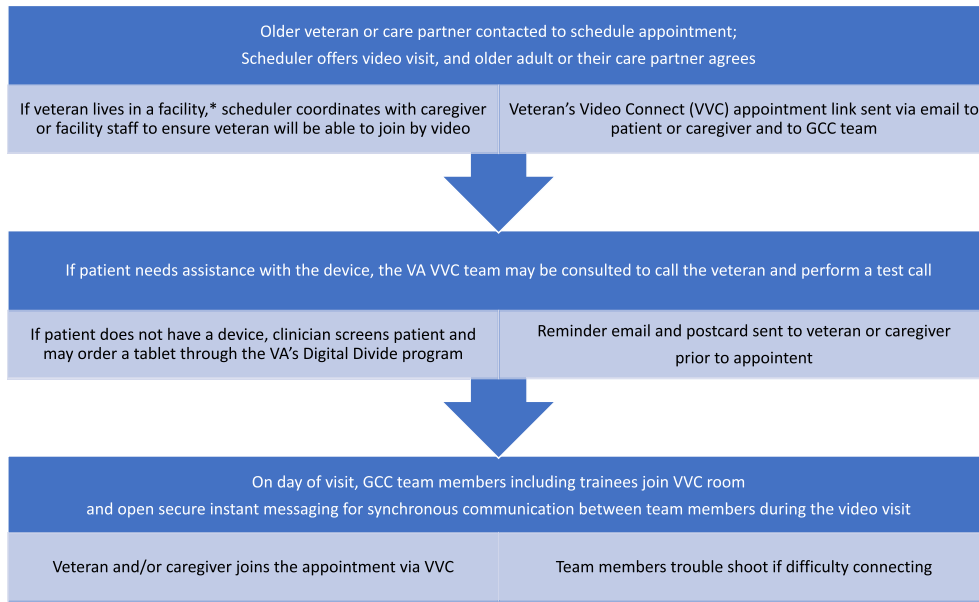 Older veteran or care partner contacted to schedule appointment;
Scheduler offers video visit, and older adult or their care partner agrees
If veteran lives in a facility,* scheduler coordinates with caregiver
or facility staff to ensure veteran will be able to join by video
Veteran's Video Connect (VVC) appointment link sent via email to
patient or caregiver and to GCC team
If patient needs assistance with the device, the VA VVC team may be consulted to call the veteran and perform a test call
If patient does not have a device, clinician screens patient and
may order a tablet through the VA's Digital Divide program
Reminder email and postcard sent to veteran or caregiver
prior to appointent
On day of visit, GCC team members including trainees join VVC room
and open secure instant messaging for synchronous communication between team members during the video visit
Veteran and/or caregiver joins the appointment via VVC
Team members trouble shoot if difficulty connecting